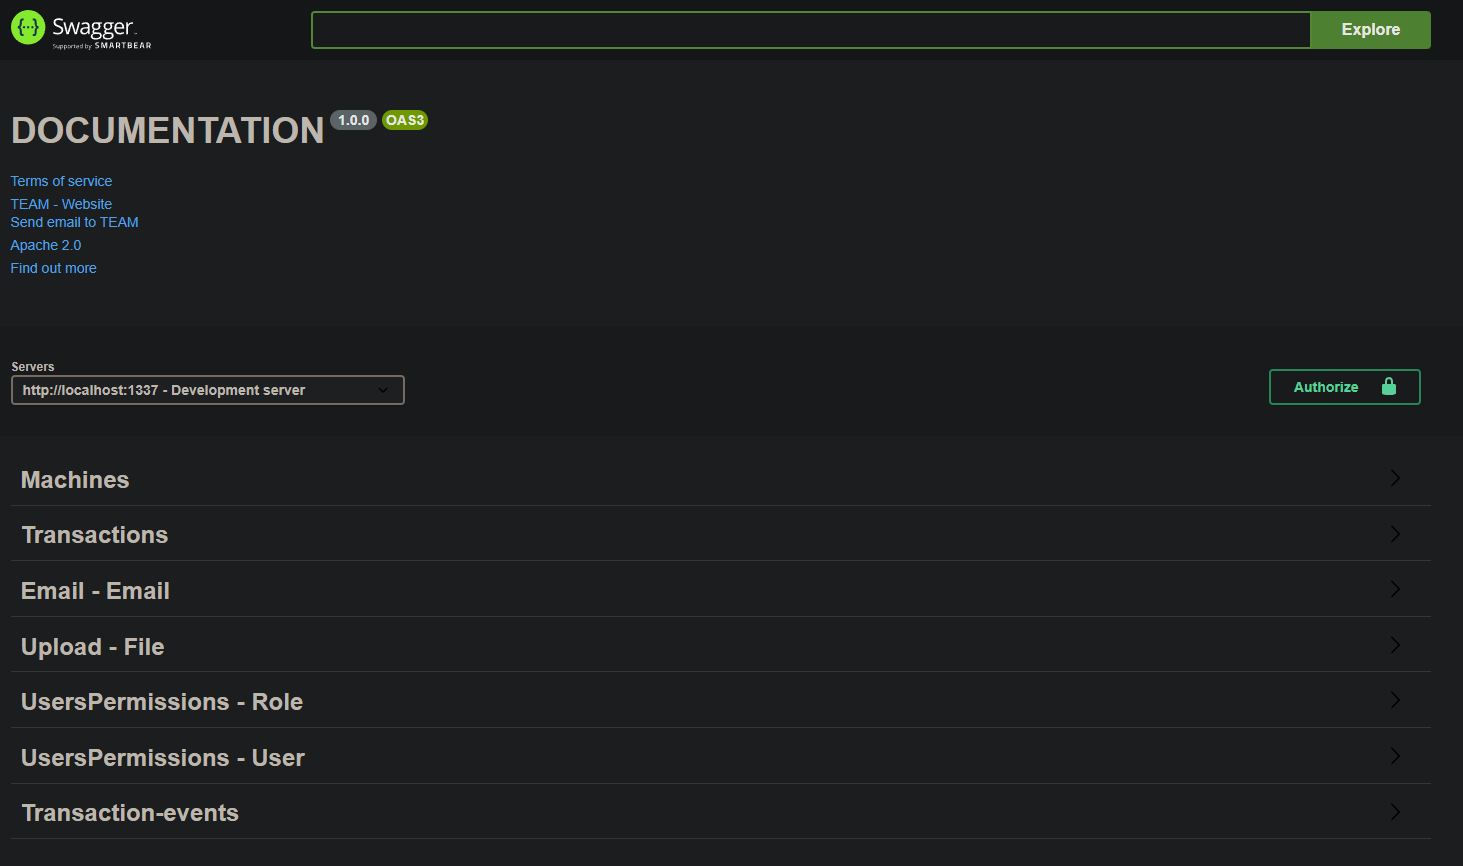 {···} Swagger
Supported by SMARTBEAR
Explore
DOCUMENTATION 1.0.0 OAS3
Terms of service
TEAM - Website
Send email to TEAM
Apache 2.0
Find out more
Servers
http://localhost:1337 - Development server
Authorize
Machines
Transactions
Email - Email
Upload - File
UsersPermissions - Role
UsersPermissions - User
Transaction-events